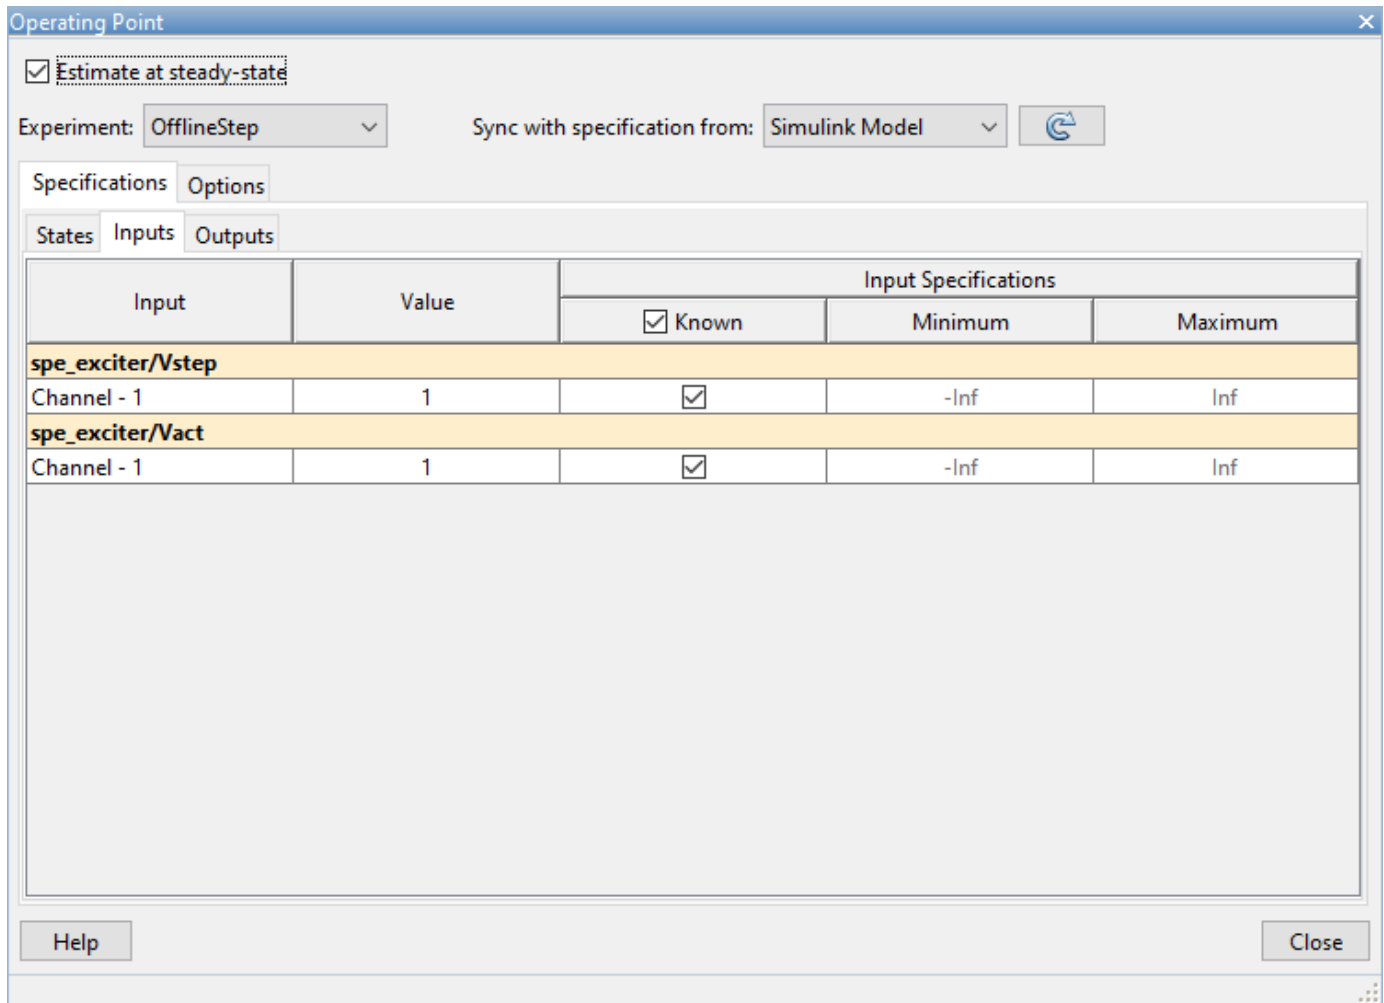 Operating Point
Estimate at steady-state
Experiment: OfflineStep Sync with specification from: Simulink Model
Specifications Options
States Inputs Outputs
Input Value Input Specifications
Known Minimum Maximum
spe_exciter/Vstep
Channel - 1 1 -Inf Inf
spe_exciter/Vact
Channel - 1 1 -Inf Inf
Help Close